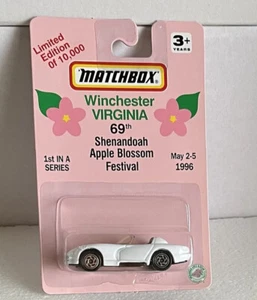 Limited
Edition
Of 10,000
3+
YEARS
MATCHBOX
Winchester
VIRGINIA
69th
Shenandoah
Apple Blossom
Festival
1st IN A
SERIES
May 2-5
1996